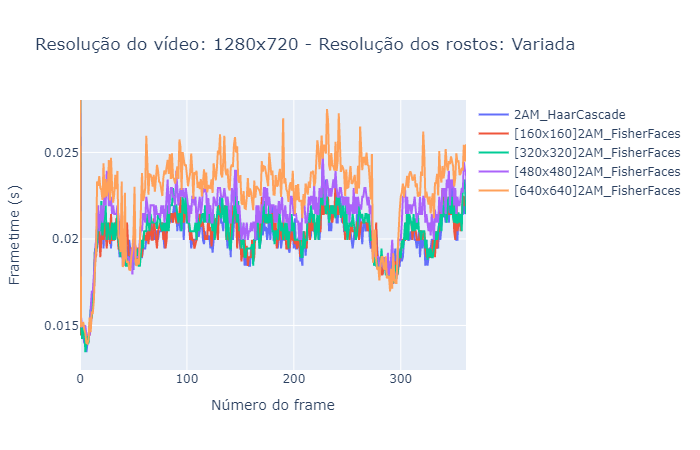 Resolução do vídeo: 1280x720 - Resolução dos rostos: Variada
2AM_HaarCascade
[160x160]2AM_FisherFaces
[320x320]2AM_FisherFaces
[480x480]2AM_FisherFaces
[640x640]2AM_FisherFaces
Frametime (s)
0.025
0.02
0.015
0
100
200
300
Número do frame